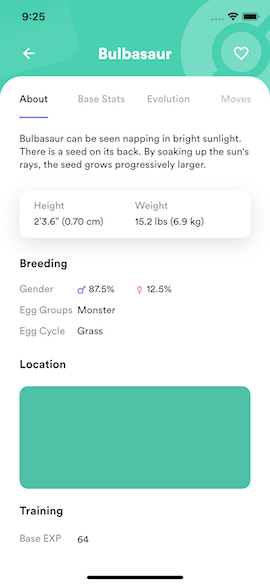 9:25
Bulbasaur
About Base Stats Evolution Moves
Bulbasaur can be seen napping in bright sunlight.
There is a seed on its back. By soaking up the sun's
rays, the seed grows progressively larger.
Height Weight
2'3.6" (0.70 cm) 15.2 lbs (6.9 kg)
Breeding
Gender ♂ 87.5% ☿ 12.5%
Egg Groups Monster
Egg Cycle Grass
Location
Training
Base EXP 64